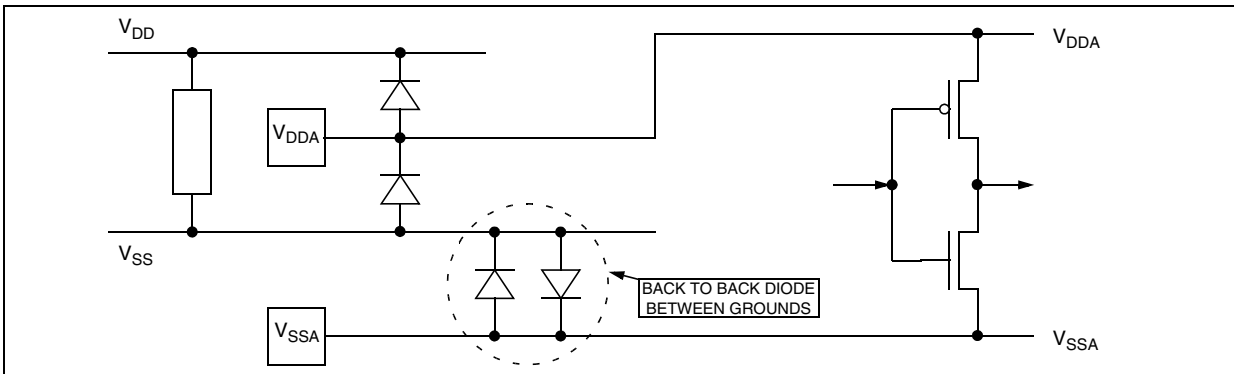 VDD
VDDA
VDDA
VSS
BACK TO BACK DIODE
BETWEEN GROUNDS
VSSA
VSSA